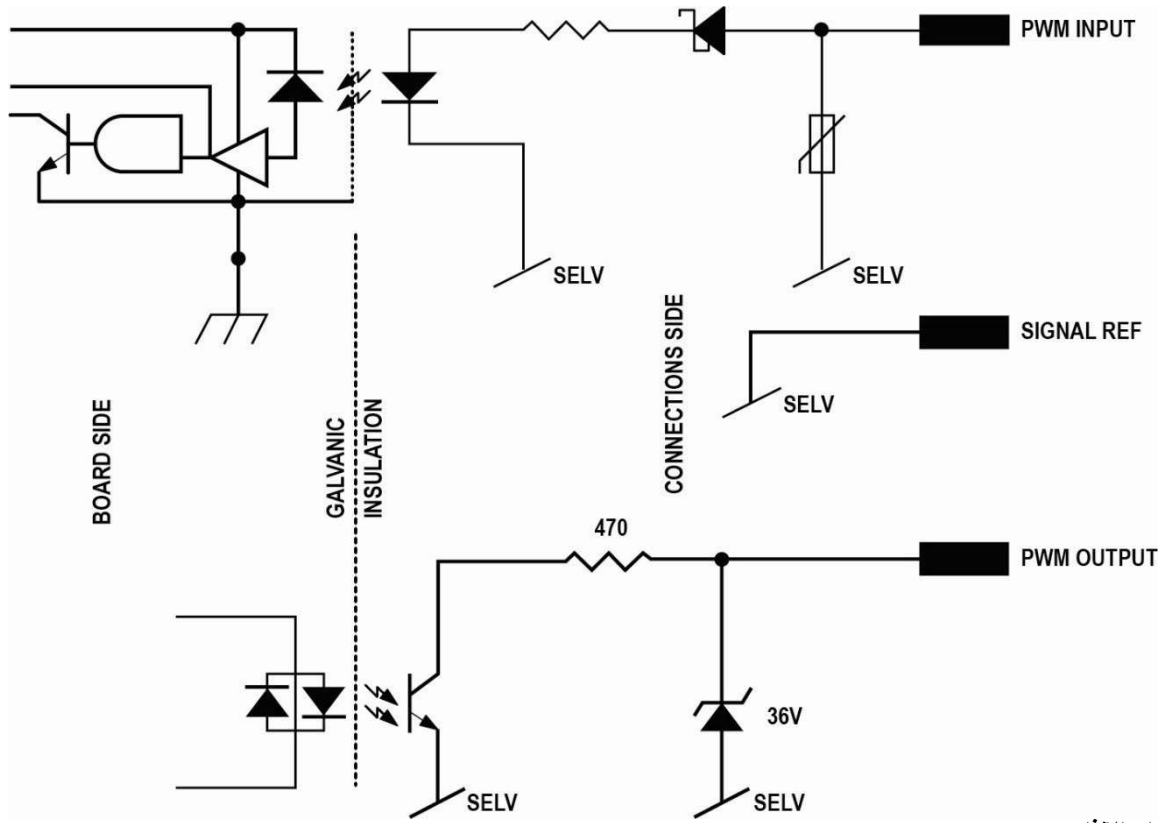 PWM INPUT
SELV
SELV
SIGNAL REF
SELV
BOARD SIDE
GALVANIC
INSULATION
CONNECTIONS SIDE
470
PWM OUTPUT
36V
SELV
SELV